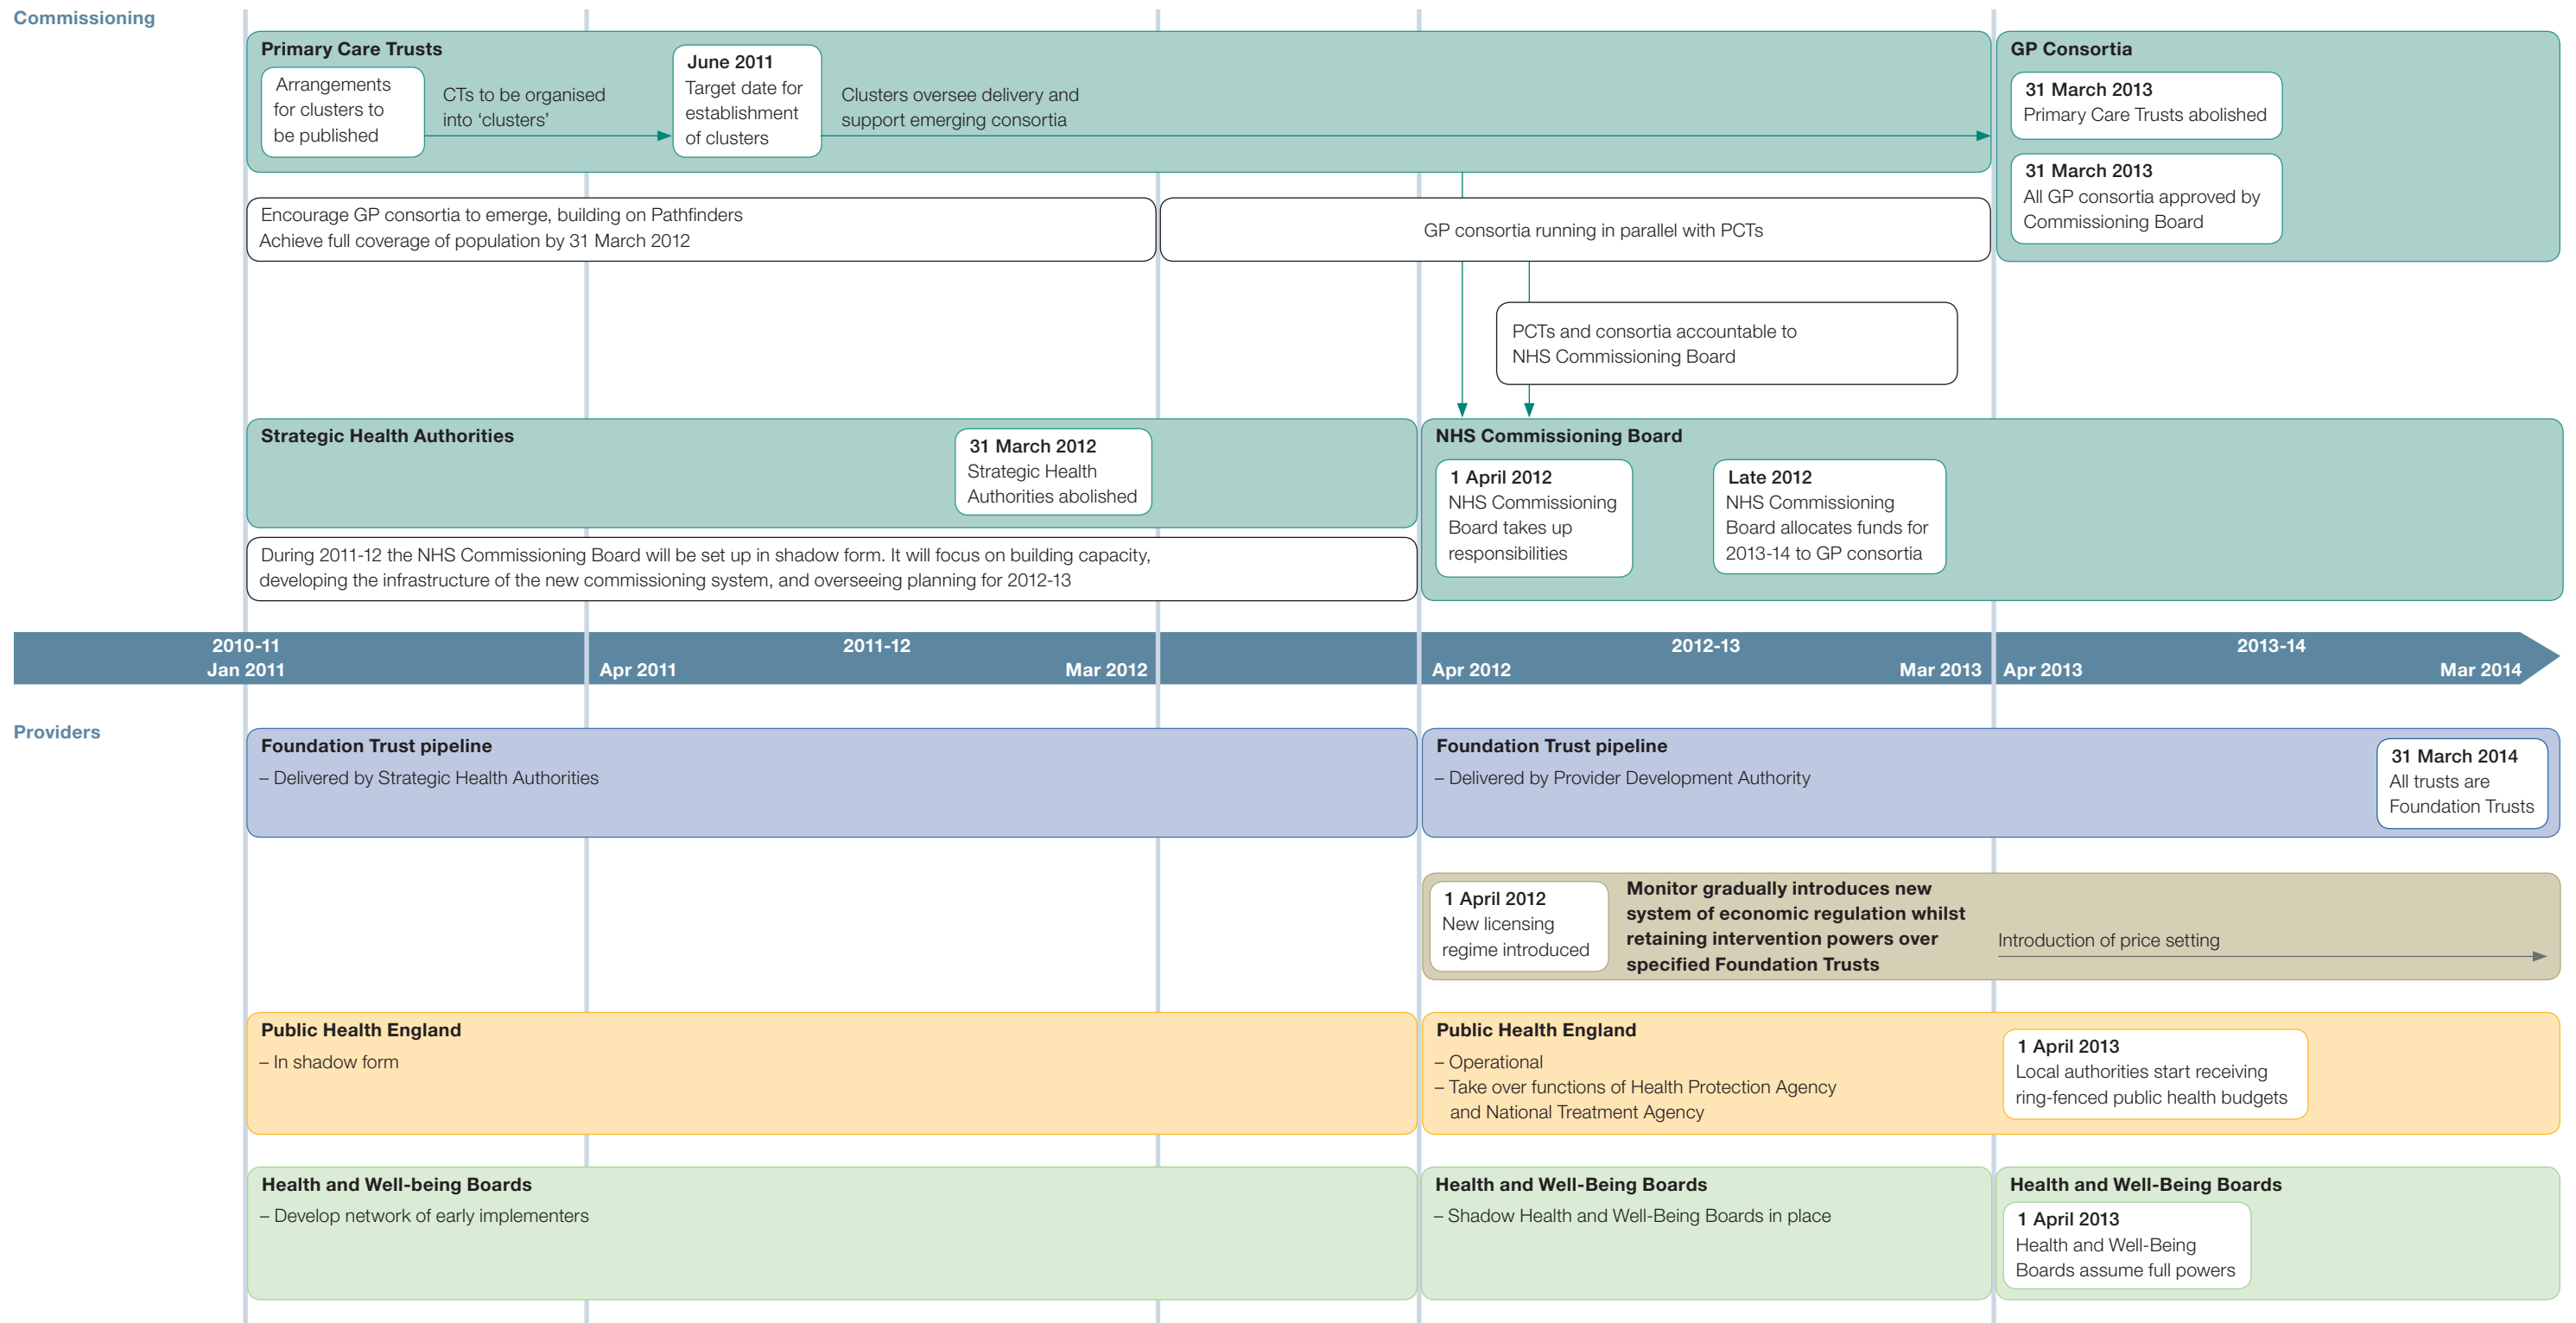 Commissioning
Primary Care Trusts
Arrangements
for clusters to
be published
CTs to be organised
into ‘clusters’
June 2011
Target date for
establishment
of clusters
Clusters oversee delivery and
support emerging consortia
GP Consortia
31 March 2013
Primary Care Trusts abolished
31 March 2013
All GP consortia approved by
Commissioning Board
Encourage GP consortia to emerge, building on Pathfinders
Achieve full coverage of population by 31 March 2012
GP consortia running in parallel with PCTs
PCTs and consortia accountable to
NHS Commissioning Board
Strategic Health Authorities
31 March 2012
Strategic Health
Authorities abolished
During 2011-12 the NHS Commissioning Board will be set up in shadow form. It will focus on building capacity,
developing the infrastructure of the new commissioning system, and overseeing planning for 2012-13
NHS Commissioning Board
1 April 2012
NHS Commissioning
Board takes up
responsibilities
Late 2012
NHS Commissioning
Board allocates funds for
2013-14 to GP consortia
2010-11
Jan 2011
2011-12
Apr 2011
Mar 2012
2012-13
Apr 2012
Mar 2013
2013-14
Apr 2013
Mar 2014
Providers
Foundation Trust pipeline
– Delivered by Strategic Health Authorities
Foundation Trust pipeline
– Delivered by Provider Development Authority
31 March 2014
All trusts are
Foundation Trusts
1 April 2012
New licensing
regime introduced
Monitor gradually introduces new
system of economic regulation whilst
retaining intervention powers over
specified Foundation Trusts
Introduction of price setting
Public Health England
– In shadow form
Public Health England
– Operational
– Take over functions of Health Protection Agency
and National Treatment Agency
1 April 2013
Local authorities start receiving
ring-fenced public health budgets
Health and Well-being Boards
– Develop network of early implementers
Health and Well-Being Boards
– Shadow Health and Well-Being Boards in place
Health and Well-Being Boards
1 April 2013
Health and Well-Being
Boards assume full powers